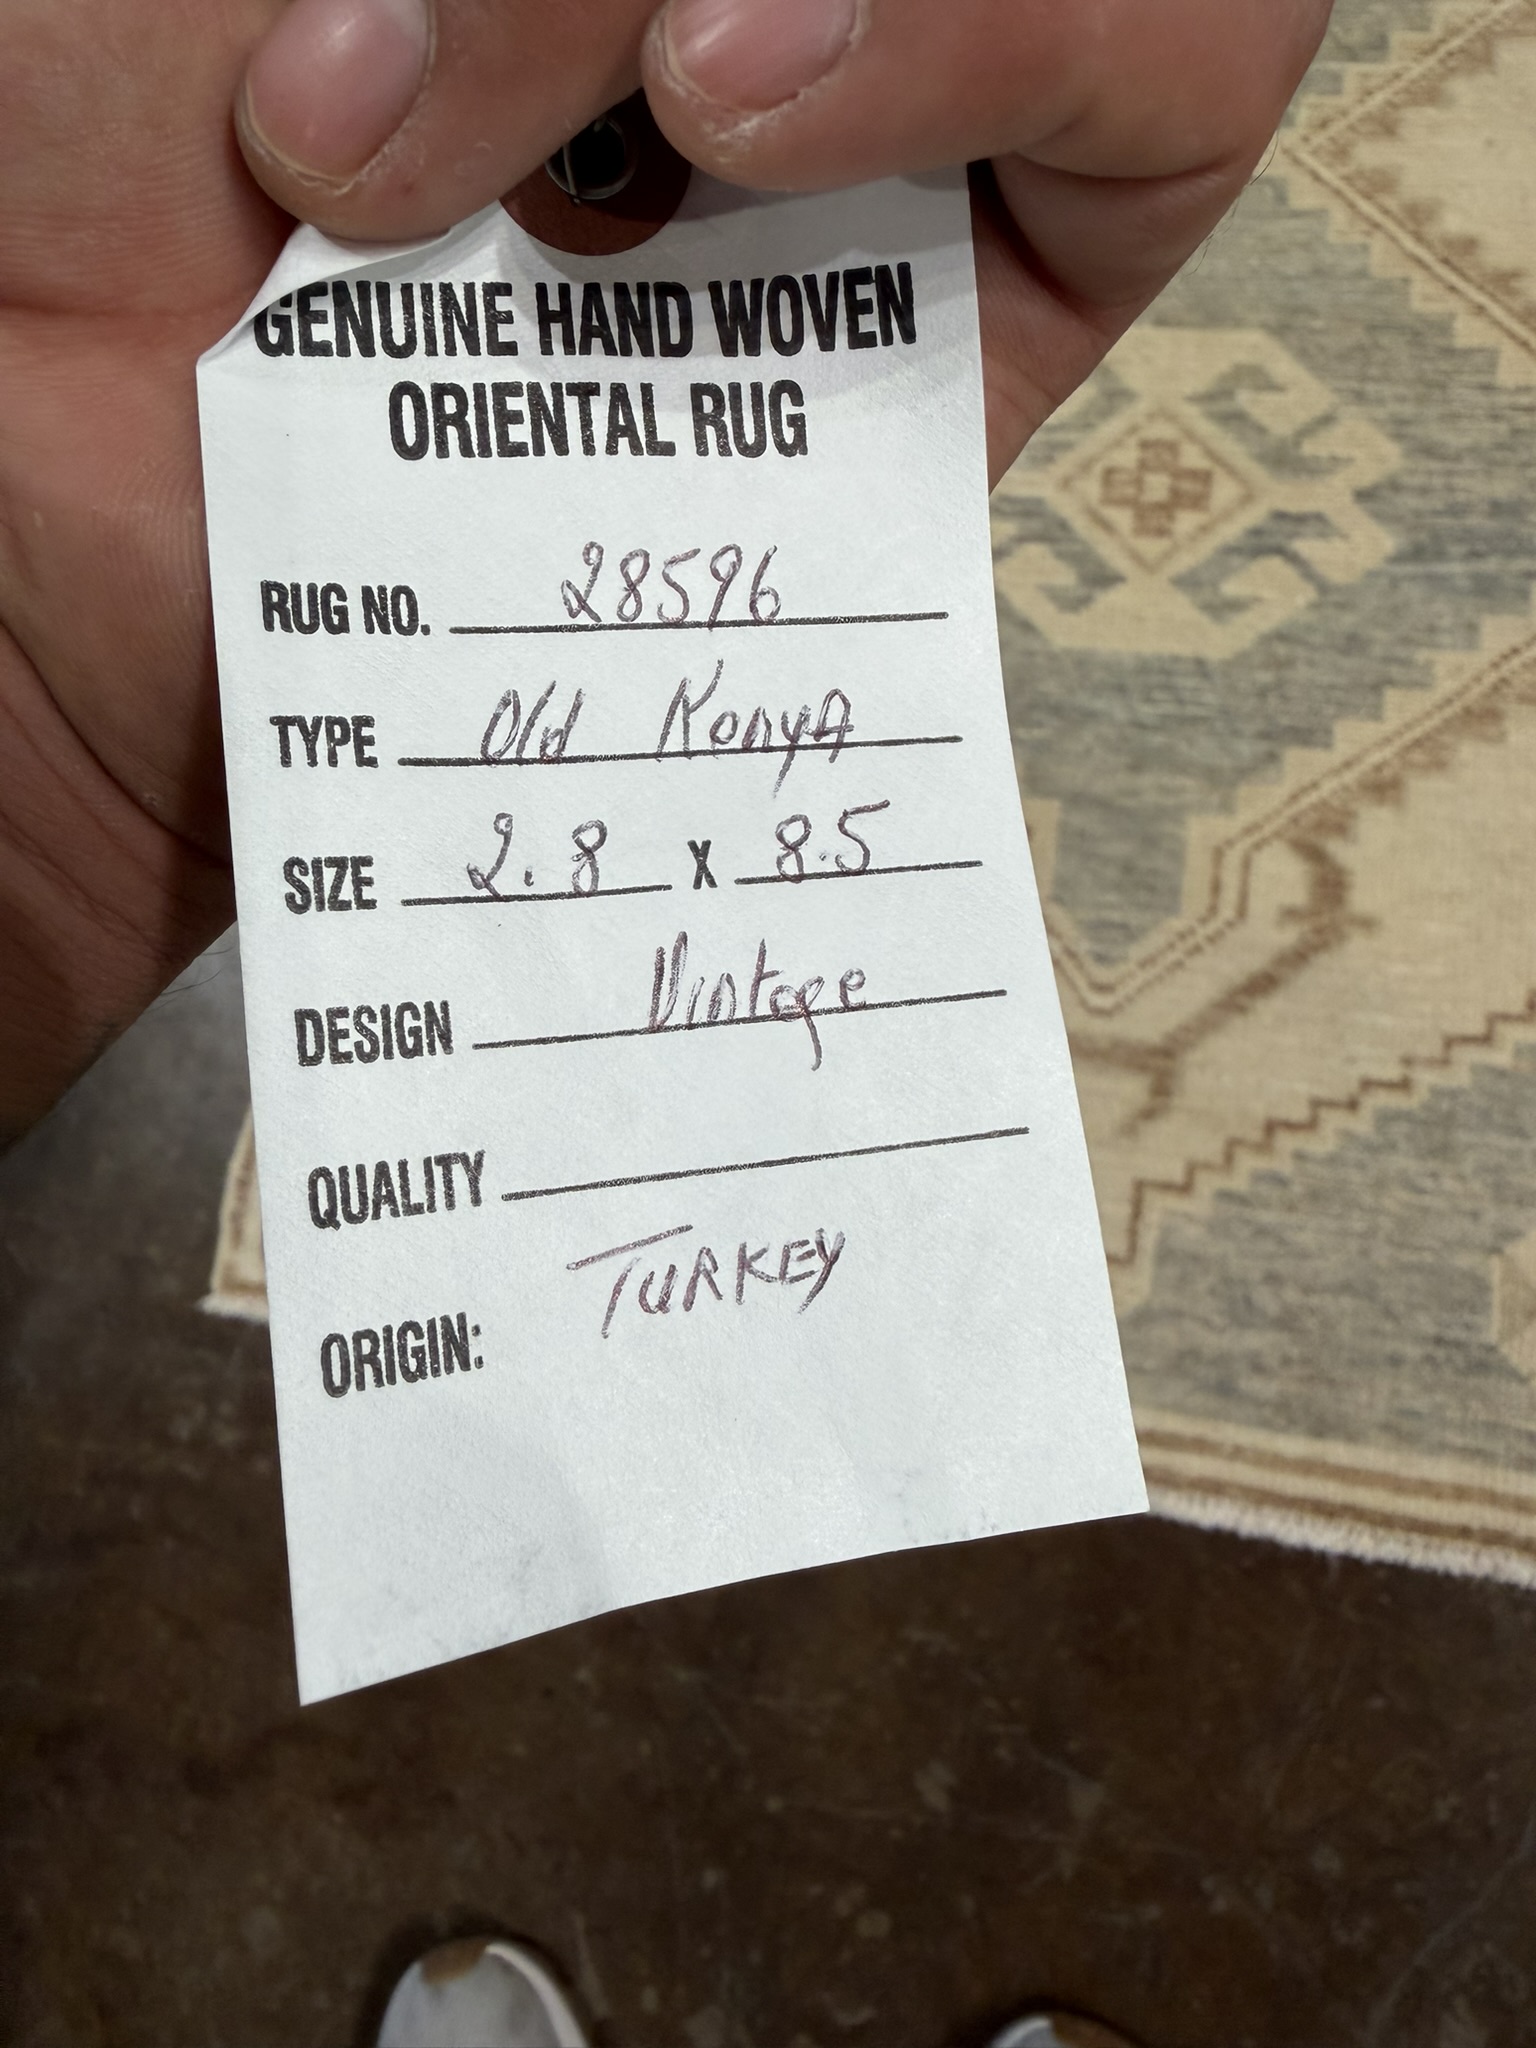 GENUINE HAND WOVEN
ORIENTAL RUG
RUG NO. 28596
TYPE Old Konya
SIZE 2.8 X 8.5
DESIGN Vintage
QUALITY
ORIGIN: TURKEY